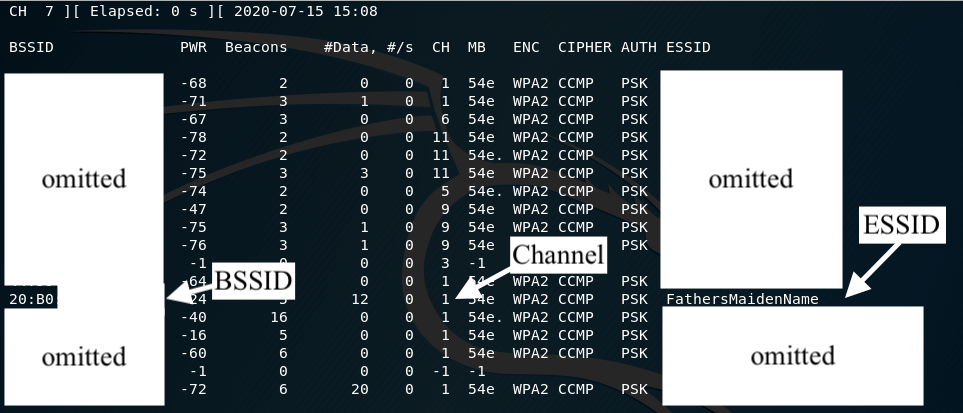 CH  7 ][ Elapsed: 0 s ][ 2020-07-15 15:08
BSSID PWR Beacons #Data, #/s CH MB ENC CIPHER AUTH ESSID
-68 2 0 0 1 54e WPA2 CCMP PSK
-71 3 1 0 1 54e WPA2 CCMP PSK
-67 3 0 0 6 54e WPA2 CCMP PSK
-78 2 0 0 11 54e WPA2 CCMP PSK
-72 2 0 0 11 54e. WPA2 CCMP PSK
omitted -75 3 3 0 11 54e WPA2 CCMP PSK omitted
-74 2 0 0 5 54e. WPA2 CCMP PSK
-47 2 0 0 9 54e WPA2 CCMP PSK
-75 3 1 0 9 54e WPA2 CCMP PSK ESSID
-76 3 1 0 9 54e WPA2 CCMP PSK
-1 0 0 3 -1 Channel
BSSID 0 0 1 54e WPA2 CCMP PSK
20:B0 24 12 0 1 54e WPA2 CCMP PSK FathersMaidenName
-40 16 0 0 1 54e. WPA2 CCMP PSK
-16 5 0 0 1 54e WPA2 CCMP PSK
omitted -60 6 0 0 1 54e WPA2 CCMP PSK omitted
-1 0 0 0 -1 -1
-72 6 20 0 1 54e WPA2 CCMP PSK